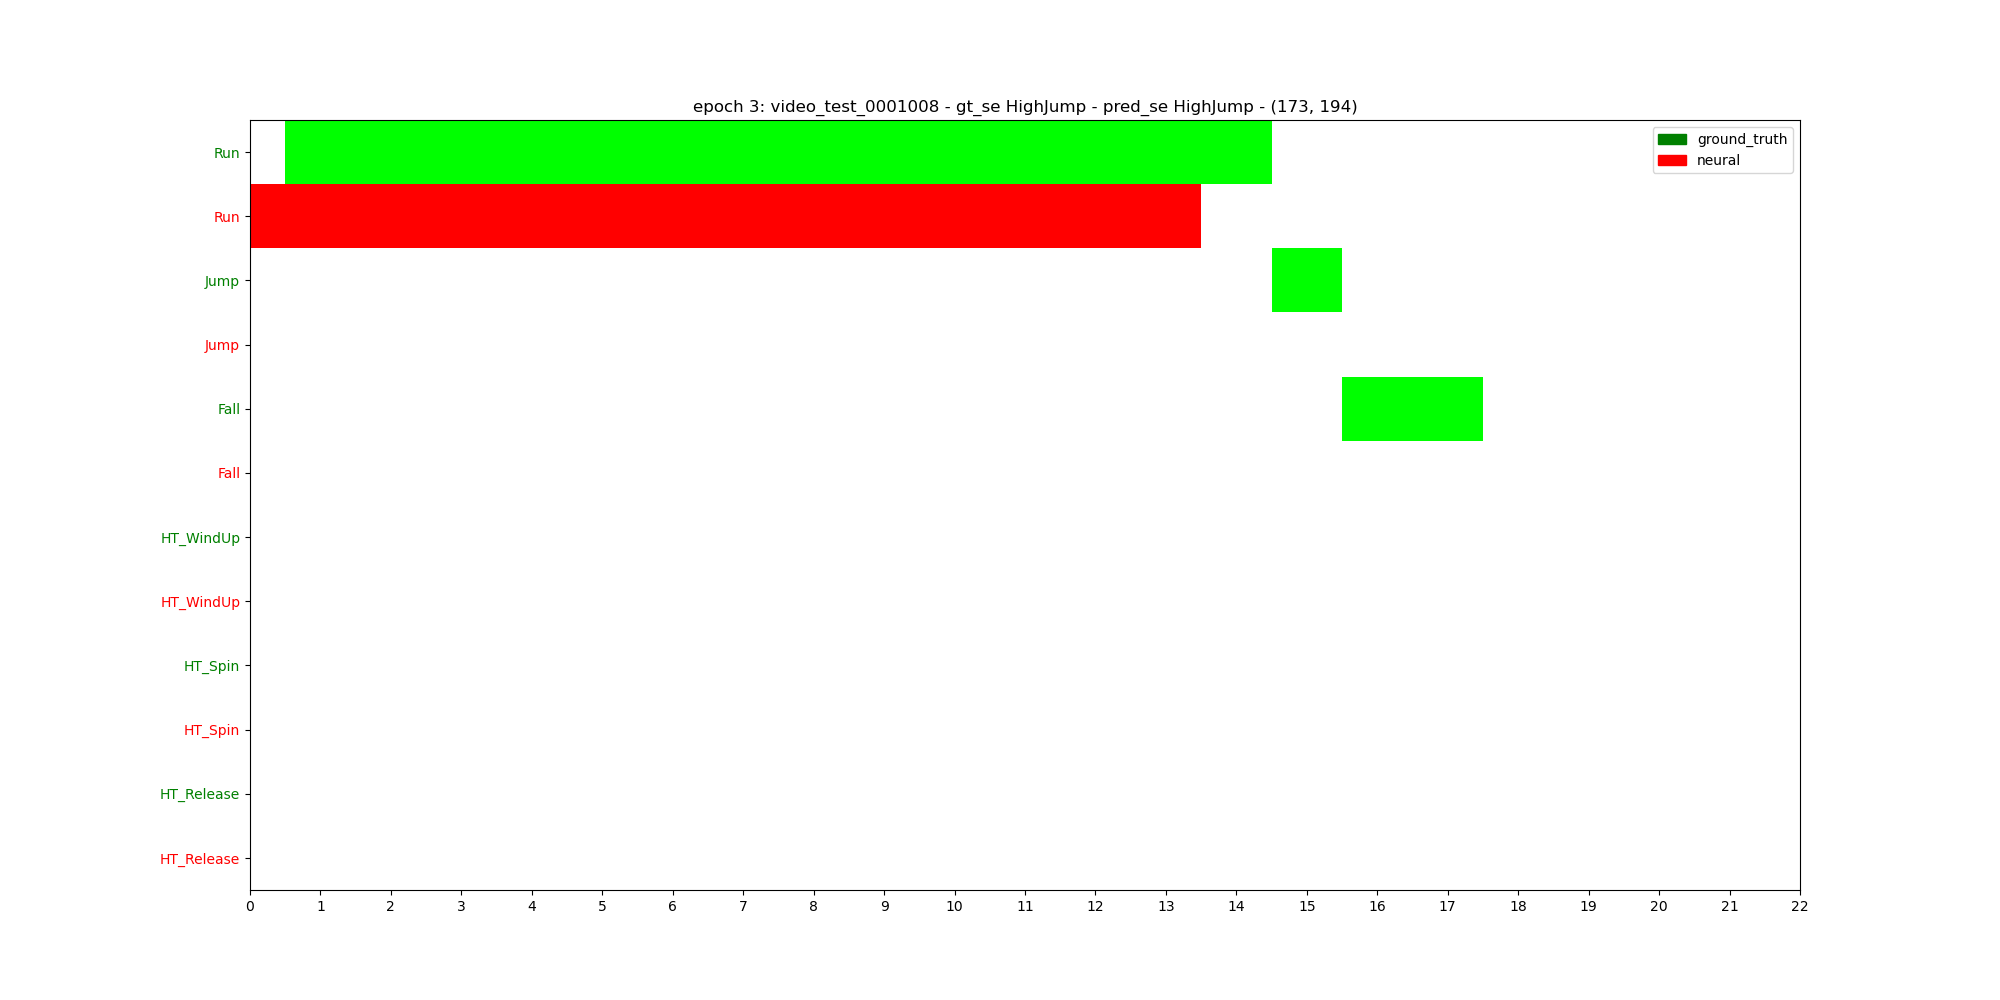 epoch 3: video_test_0001008 - gt_se HighJump - pred_se HighJump - (173, 194)
ground_truth
neural
Run
Run
Jump
Jump
Fall
Fall
HT_WindUp
HT_WindUp
HT_Spin
HT_Spin
HT_Release
HT_Release
0 1 2 3 4 5 6 7 8 9 10 11 12 13 14 15 16 17 18 19 20 21 22